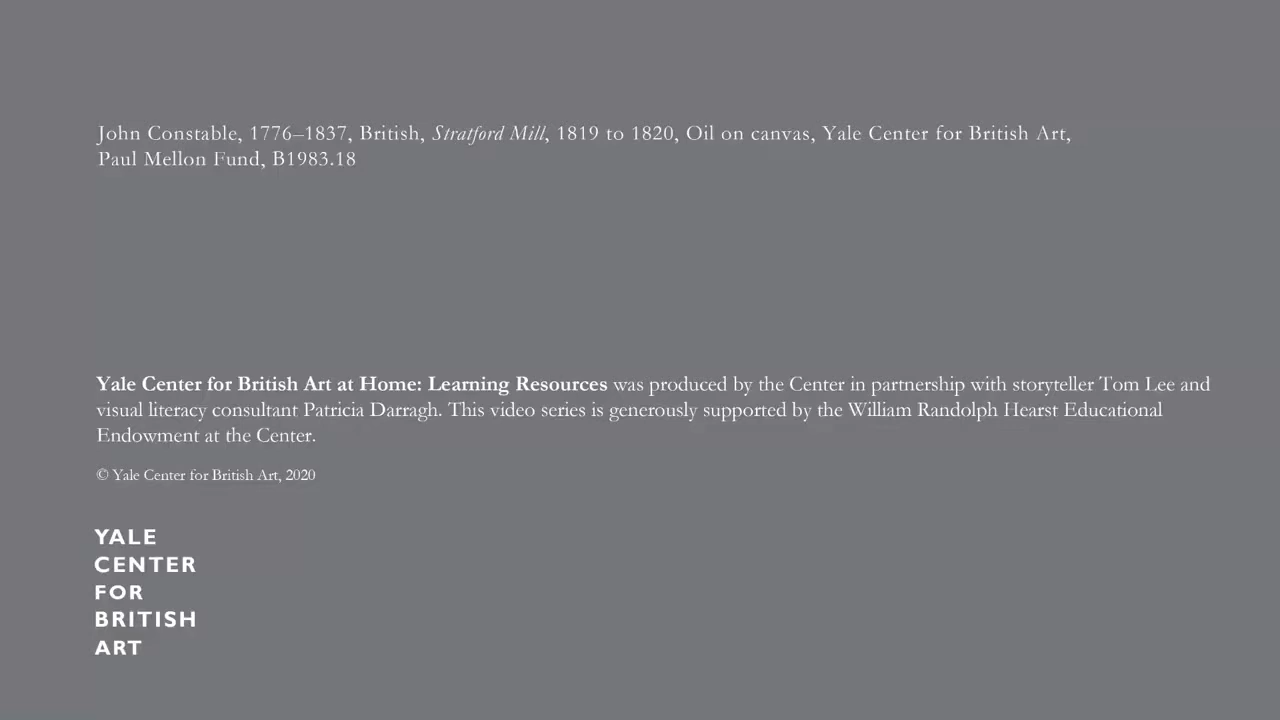 John Constable, 1776–1837, British, Stratford Mill, 1819 to 1820, Oil on canvas, Yale Center for British Art,
Paul Mellon Fund, B1983.18
Yale Center for British Art at Home: Learning Resources was produced by the Center in partnership with storyteller Tom Lee and
visual literacy consultant Patricia Darragh. This video series is generously supported by the William Randolph Hearst Educational
Endowment at the Center.
© Yale Center for British Art, 2020
YALE
CENTER
FOR
BRITISH
ART